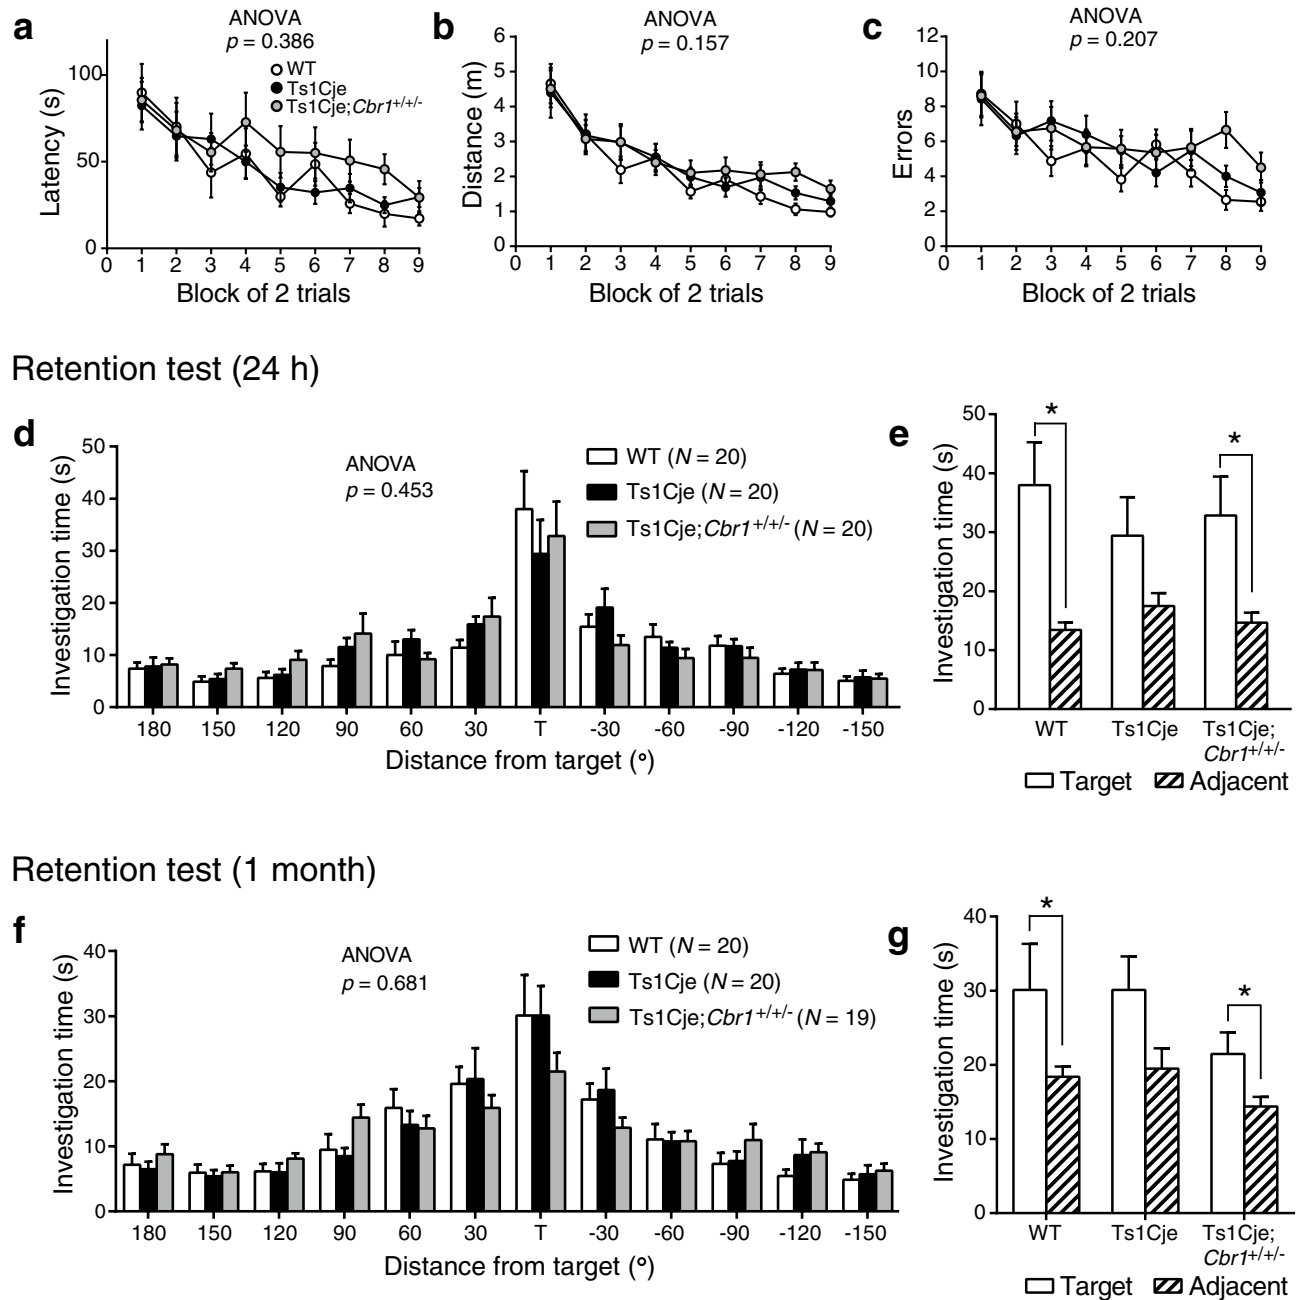 a
ANOVA
p = 0.386
WT
Ts1Cje
Ts1Cje;Cbr1+/+/-
Latency (s)
100
50
0
0 1 2 3 4 5 6 7 8 9
Block of 2 trials
b
ANOVA
p = 0.157
Distance (m)
6
5
4
3
2
1
0
0 1 2 3 4 5 6 7 8 9
Block of 2 trials
c
ANOVA
p = 0.207
Errors
12
10
8
6
4
2
0
0 1 2 3 4 5 6 7 8 9
Block of 2 trials
Retention test (24 h)
d
ANOVA
p = 0.453
WT (N = 20)
Ts1Cje (N = 20)
Ts1Cje;Cbr1+/+/- (N = 20)
Investigation time (s)
50
40
30
20
10
0
180 150 120 90 60 30 T -30 -60 -90 -120 -150
Distance from target (°)
e
Investigation time (s)
50
40
30
20
10
0
*
*
WT Ts1Cje Ts1Cje;
Cbr1+/+/-
Target Adjacent
Retention test (1 month)
f
ANOVA
p = 0.681
WT (N = 20)
Ts1Cje (N = 20)
Ts1Cje;Cbr1+/+/- (N = 19)
Investigation time (s)
40
30
20
10
0
180 150 120 90 60 30 T -30 -60 -90 -120 -150
Distance from target (°)
g
Investigation time (s)
40
30
20
10
0
*
*
WT Ts1Cje Ts1Cje;
Cbr1+/+/-
Target Adjacent